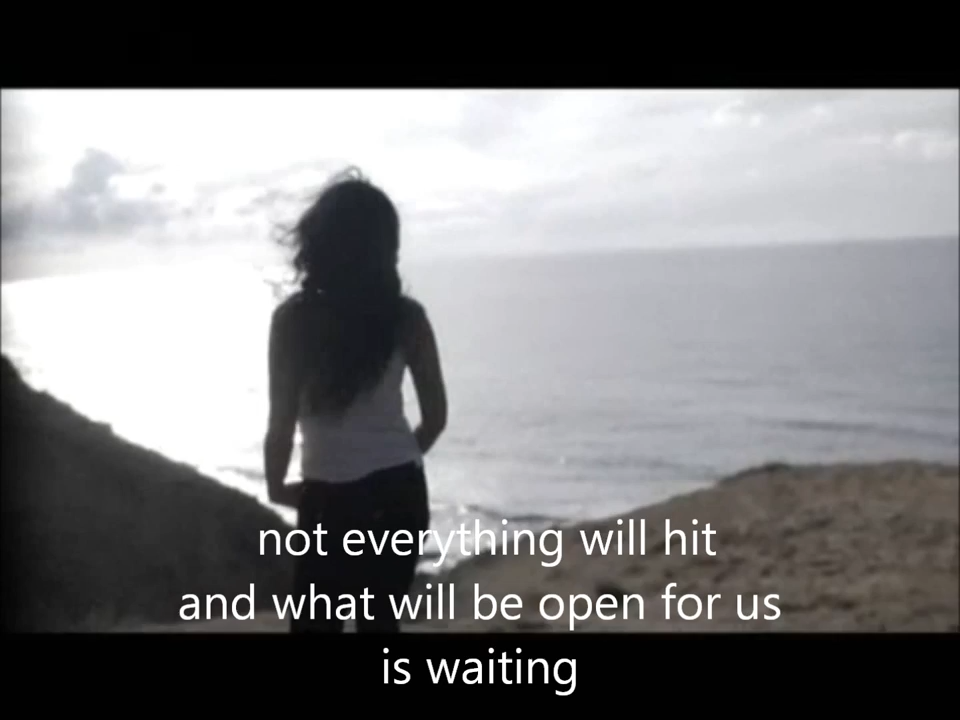 not everything will hit
and what will be open for us
is waiting